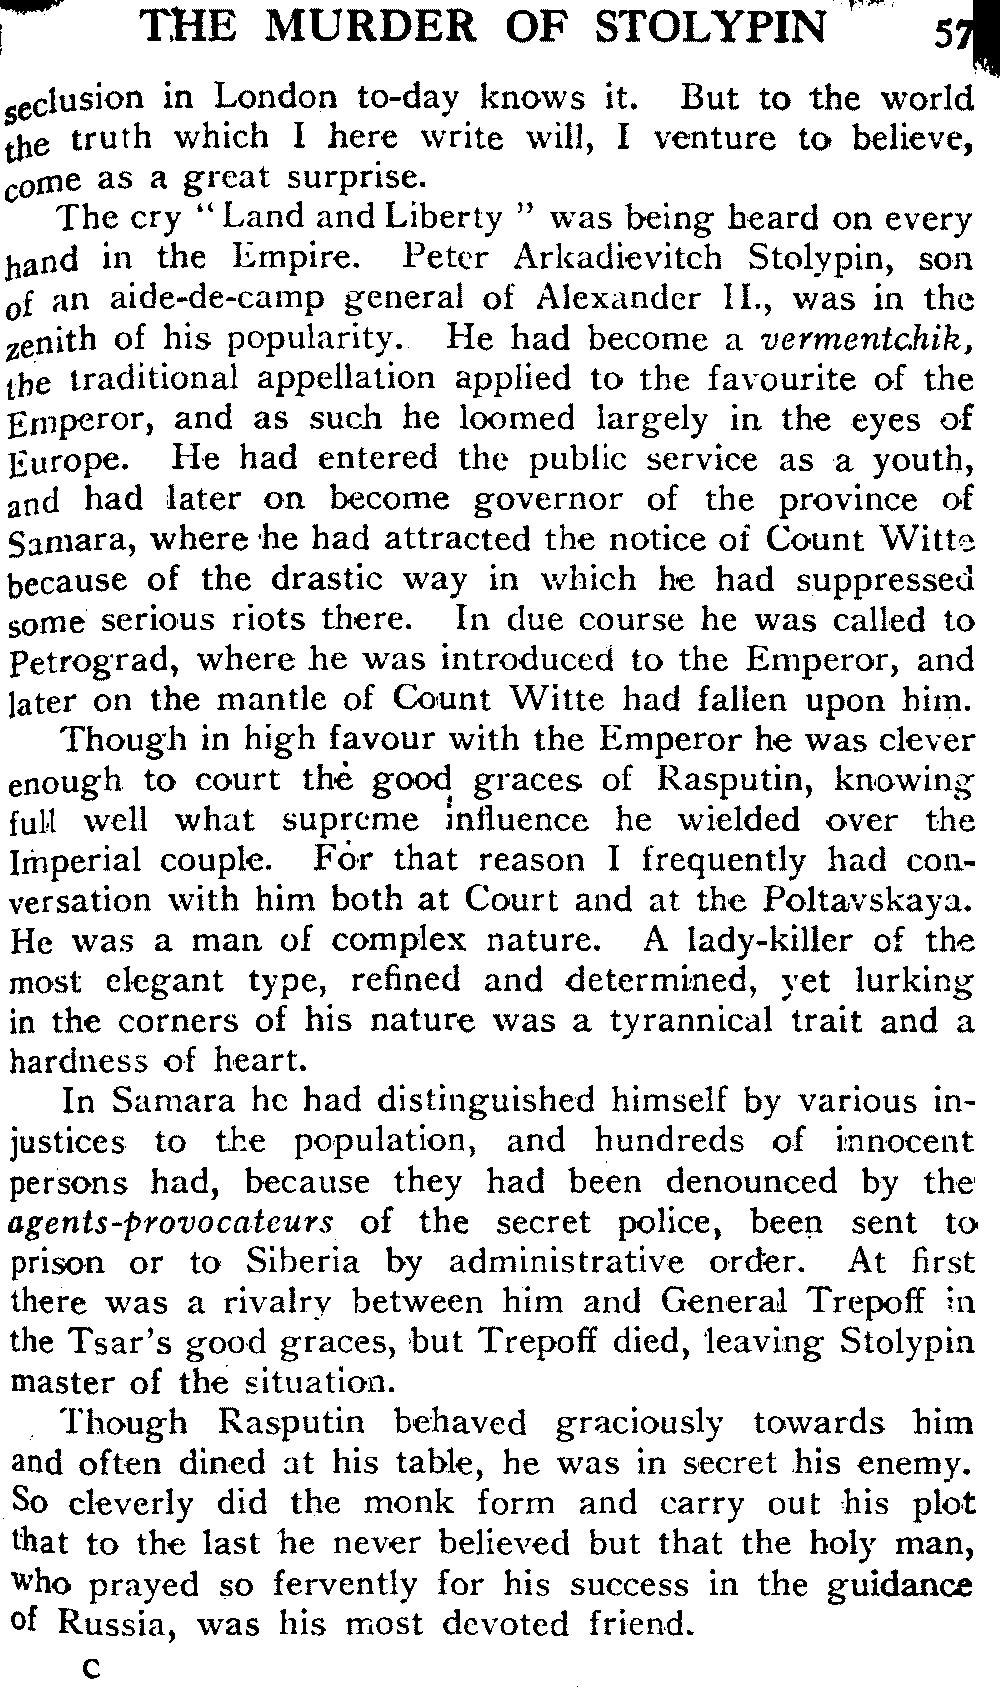 THE MURDER OF STOLYPIN 57
seclusion in London to-day knows it. But to the world
the truth which I here write will, I venture to believe,
come as a great surprise.
The cry “Land and Liberty” was being heard on every
hand in the Empire. Peter Arkadievitch Stolypin, son
of an aide-de-camp general of Alexander II., was in the
zenith of his popularity. He had become a vermentchik,
the traditional appellation applied to the favourite of the
Emperor, and as such he loomed largely in the eyes of
Europe. He had entered the public service as a youth,
and had later on become governor of the province of
Samara, where he had attracted the notice of Count Witte
because of the drastic way in which he had suppressed
some serious riots there. In due course he was called to
Petrograd, where he was introduced to the Emperor, and
later on the mantle of Count Witte had fallen upon him.
Though in high favour with the Emperor he was clever
enough to court the good graces of Rasputin, knowing
full well what supreme influence he wielded over the
Imperial couple. For that reason I frequently had con-
versation with him both at Court and at the Poltavskaya.
He was a man of complex nature. A lady-killer of the
most elegant type, refined and determined, yet lurking
in the corners of his nature was a tyrannical trait and a
hardness of heart.
In Samara he had distinguished himself by various in-
justices to the population, and hundreds of innocent
persons had, because they had been denounced by the
agents-provocateurs of the secret police, been sent to
prison or to Siberia by administrative order. At first
there was a rivalry between him and General Trepoff in
the Tsar's good graces, but Trepoff died, leaving Stolypin
master of the situation.
Though Rasputin behaved graciously towards him
and often dined at his table, he was in secret his enemy.
So cleverly did the monk form and carry out his plot
that to the last he never believed but that the holy man,
who prayed so fervently for his success in the guidance
of Russia, was his most devoted friend.
C